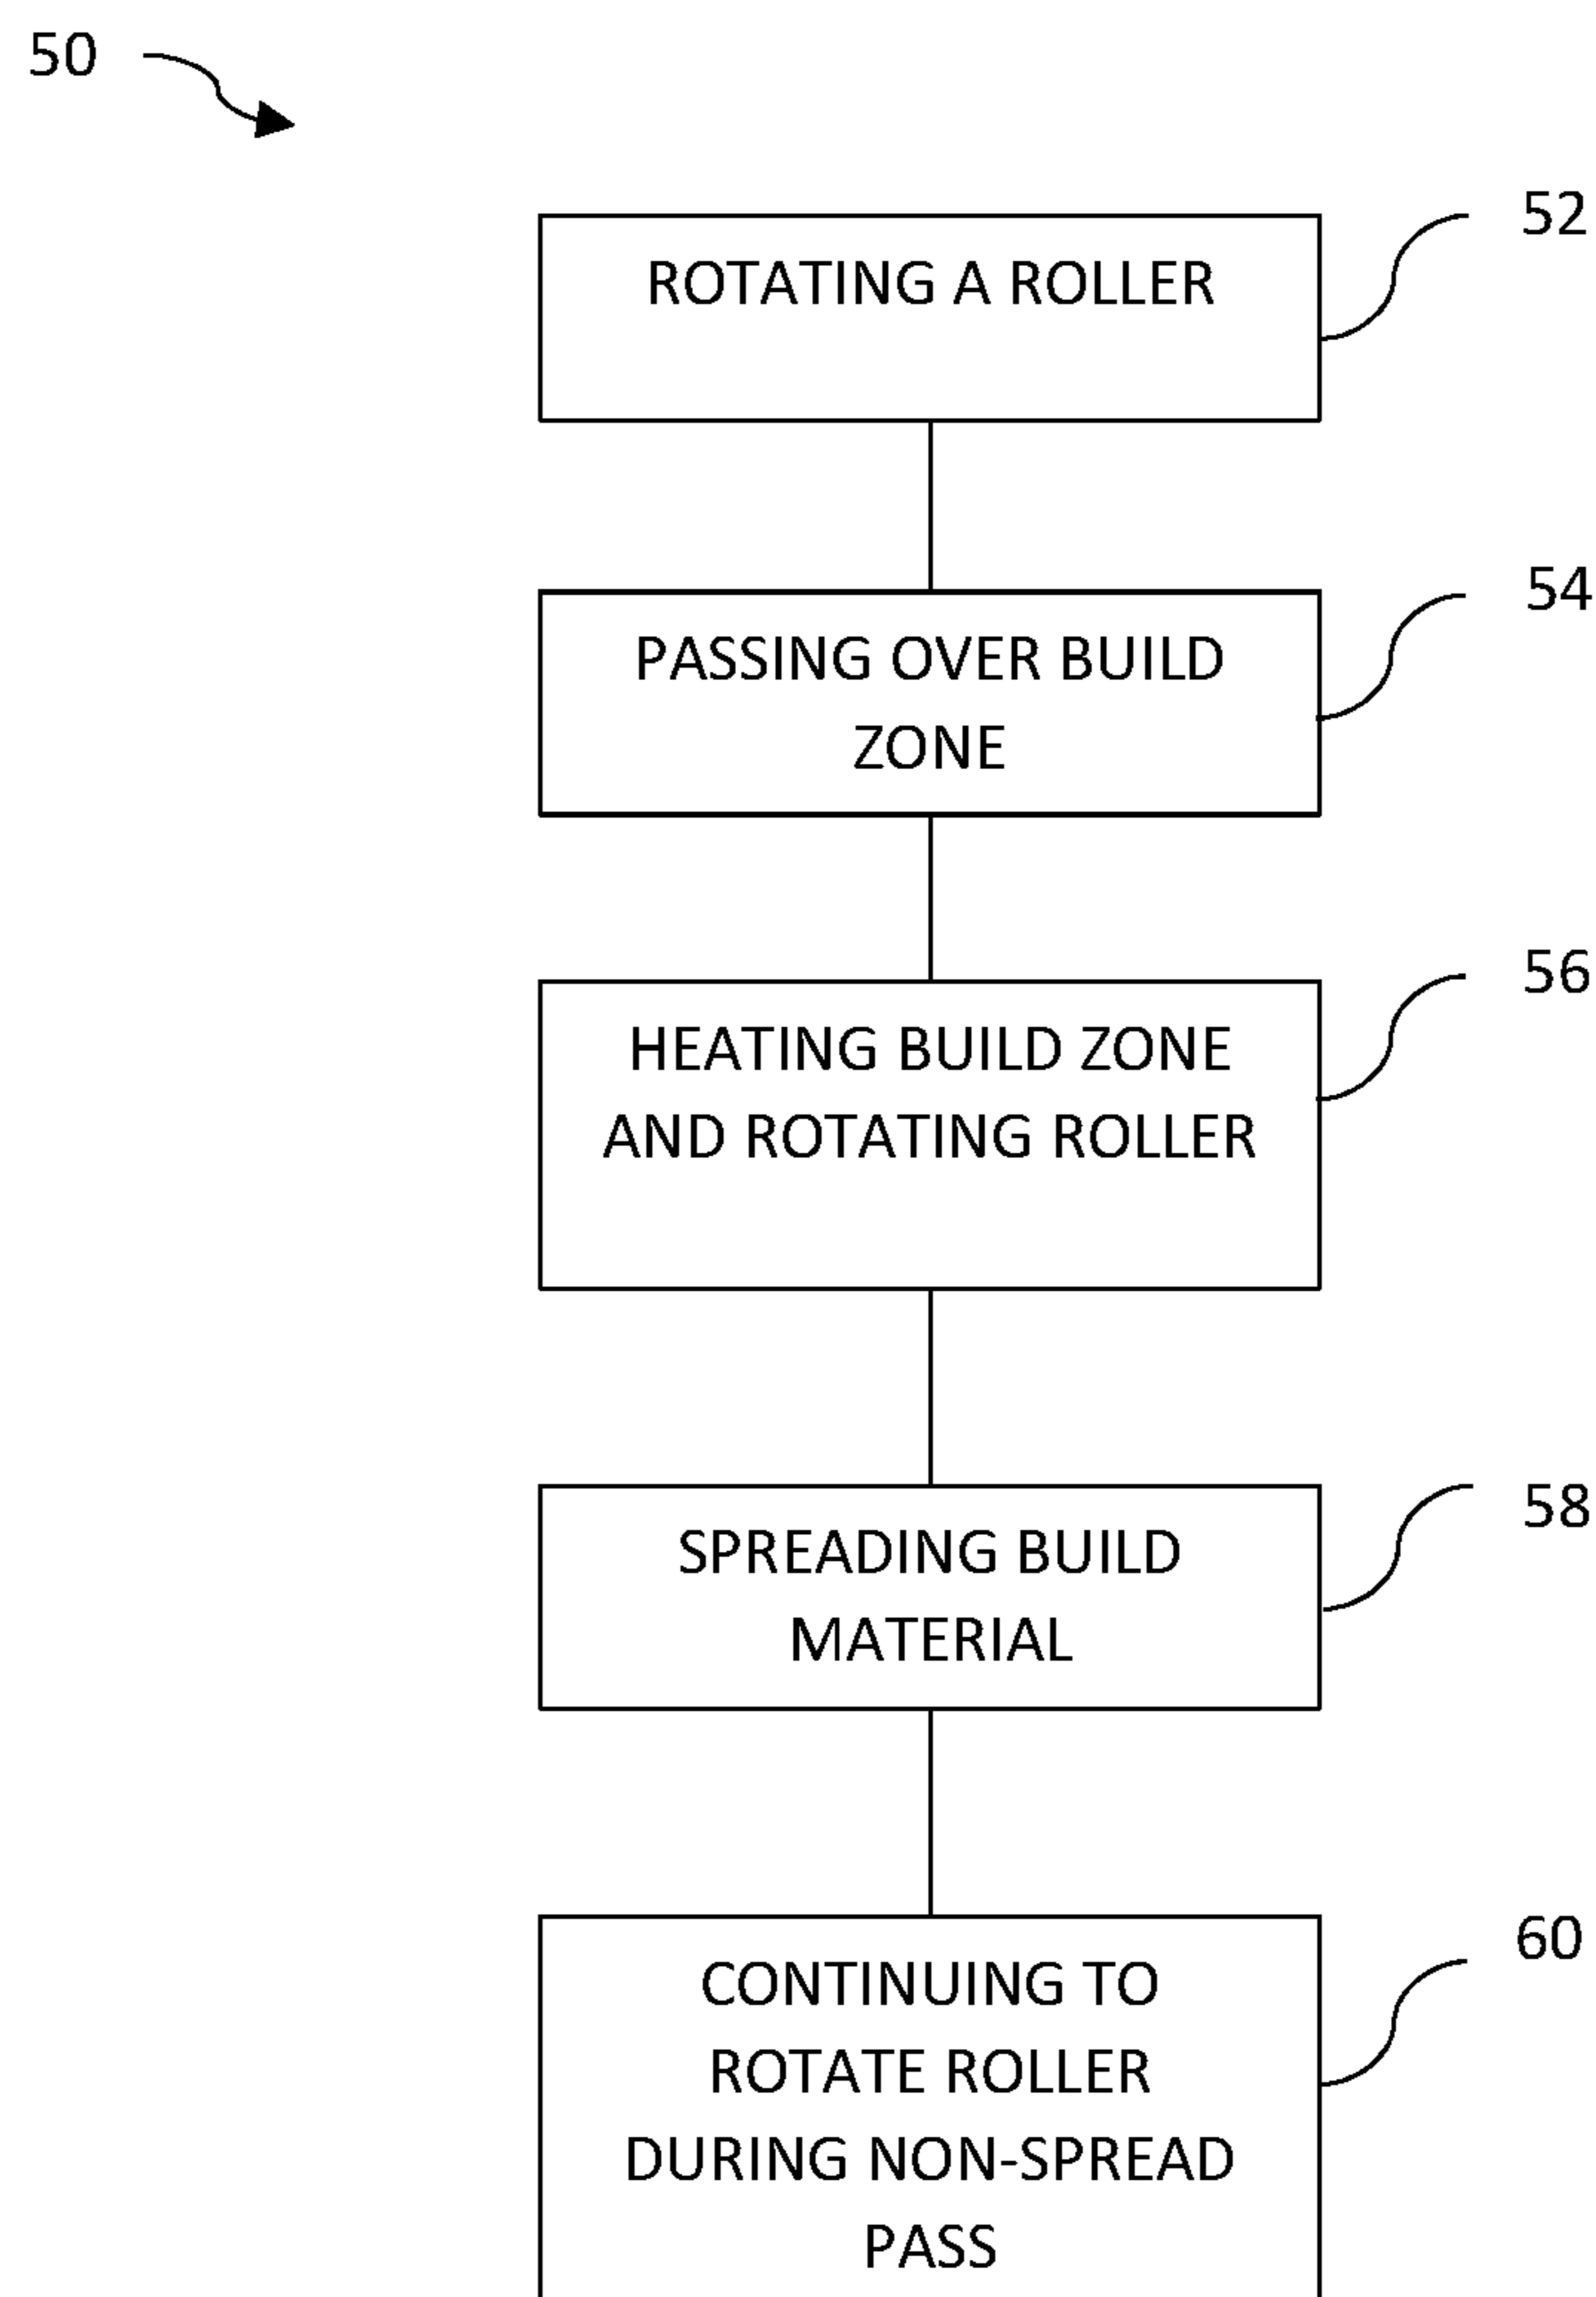 50
52
ROTATING A ROLLER
54
PASSING OVER BUILD
ZONE
56
HEATING BUILD ZONE
AND ROTATING ROLLER
58
SPREADING BUILD
MATERIAL
60
CONTINUING TO
ROTATE ROLLER
DURING NON-SPREAD
PASS